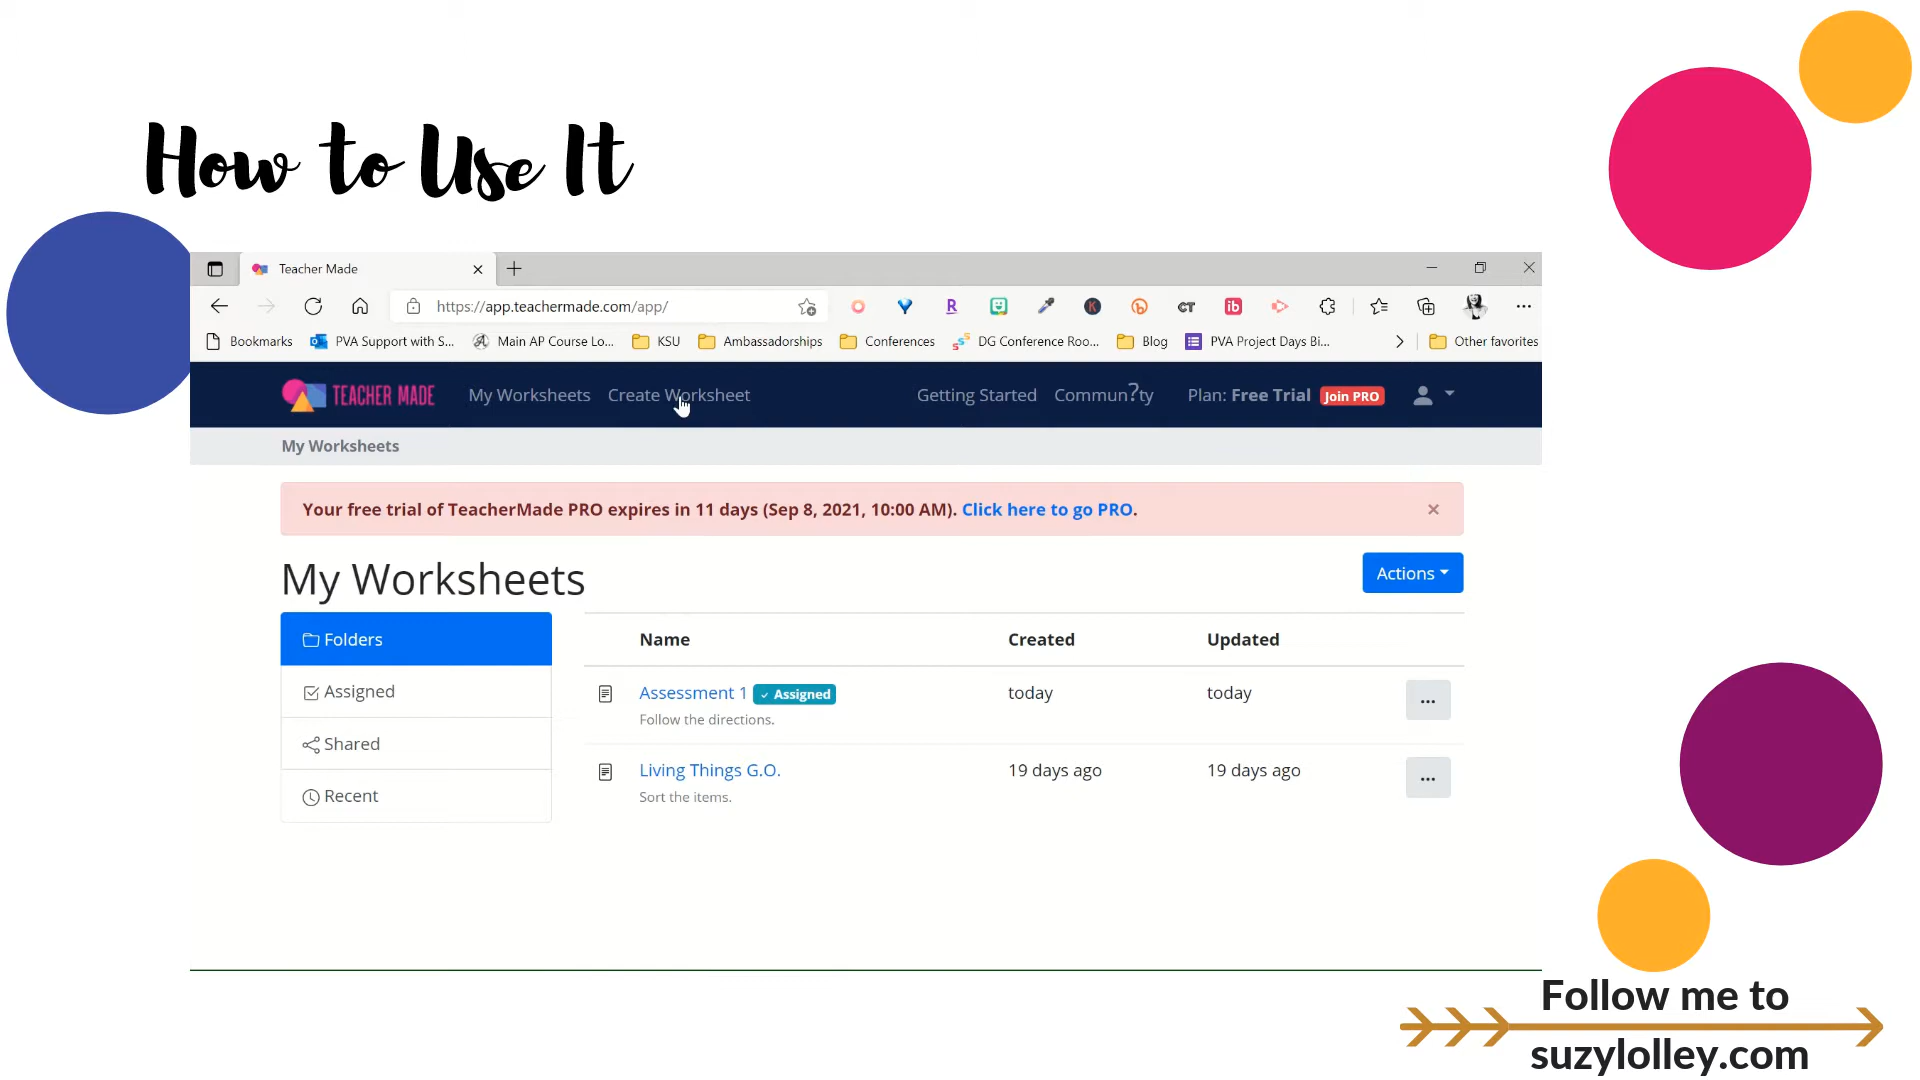 How to Use It
Teacher Made
https://app.teachermade.com/app/
R
K
CT
ib
Bookmarks
PVA Support with S...
Main AP Course Lo...
KSU
Ambassadorships
Conferences
DG Conference Roo...
Blog
PVA Project Days Bi...
Other favorites
TEACHER MADE
My Worksheets
Create Worksheet
Getting Started
Commun?ty
Plan: Free Trial
Join PRO
My Worksheets
Your free trial of TeacherMade PRO expires in 11 days (Sep 8, 2021, 10:00 AM). Click here to go PRO.
My Worksheets
Actions
Folders
Assigned
Shared
Recent
Name Created Updated
Assessment 1 Assigned today today
Follow the directions.
Living Things G.O. 19 days ago 19 days ago
Sort the items.
Follow me to
suzylolley.com